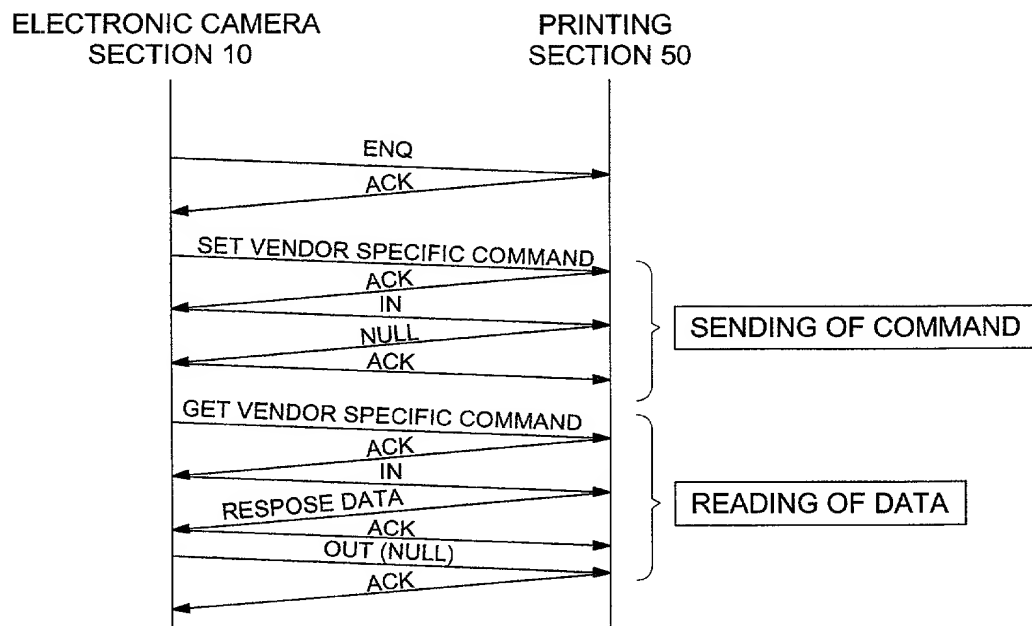 ELECTRONIC CAMERA
SECTION 10
PRINTING
SECTION 50
ENQ
ACK
SET VENDOR SPECIFIC COMMAND
ACK
IN
NULL
ACK
SENDING OF COMMAND
GET VENDOR SPECIFIC COMMAND
ACK
IN
RESPOSE DATA
ACK
OUT (NULL)
ACK
READING OF DATA